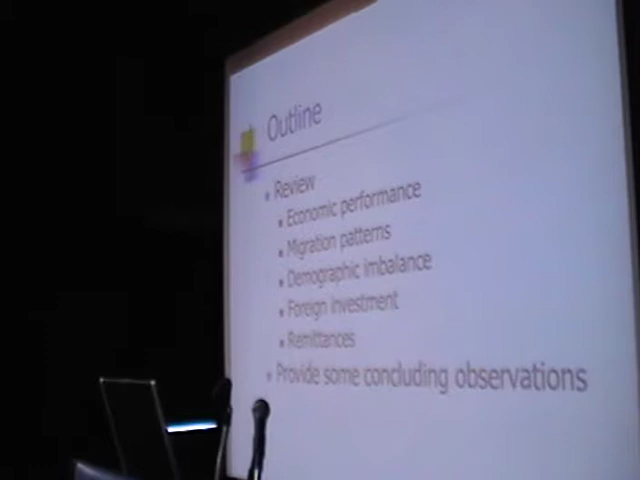 Outline
Review
Economic performance
Migration patterns
Demographic imbalance
Foreign investment
Remittances
Provide some concluding observations